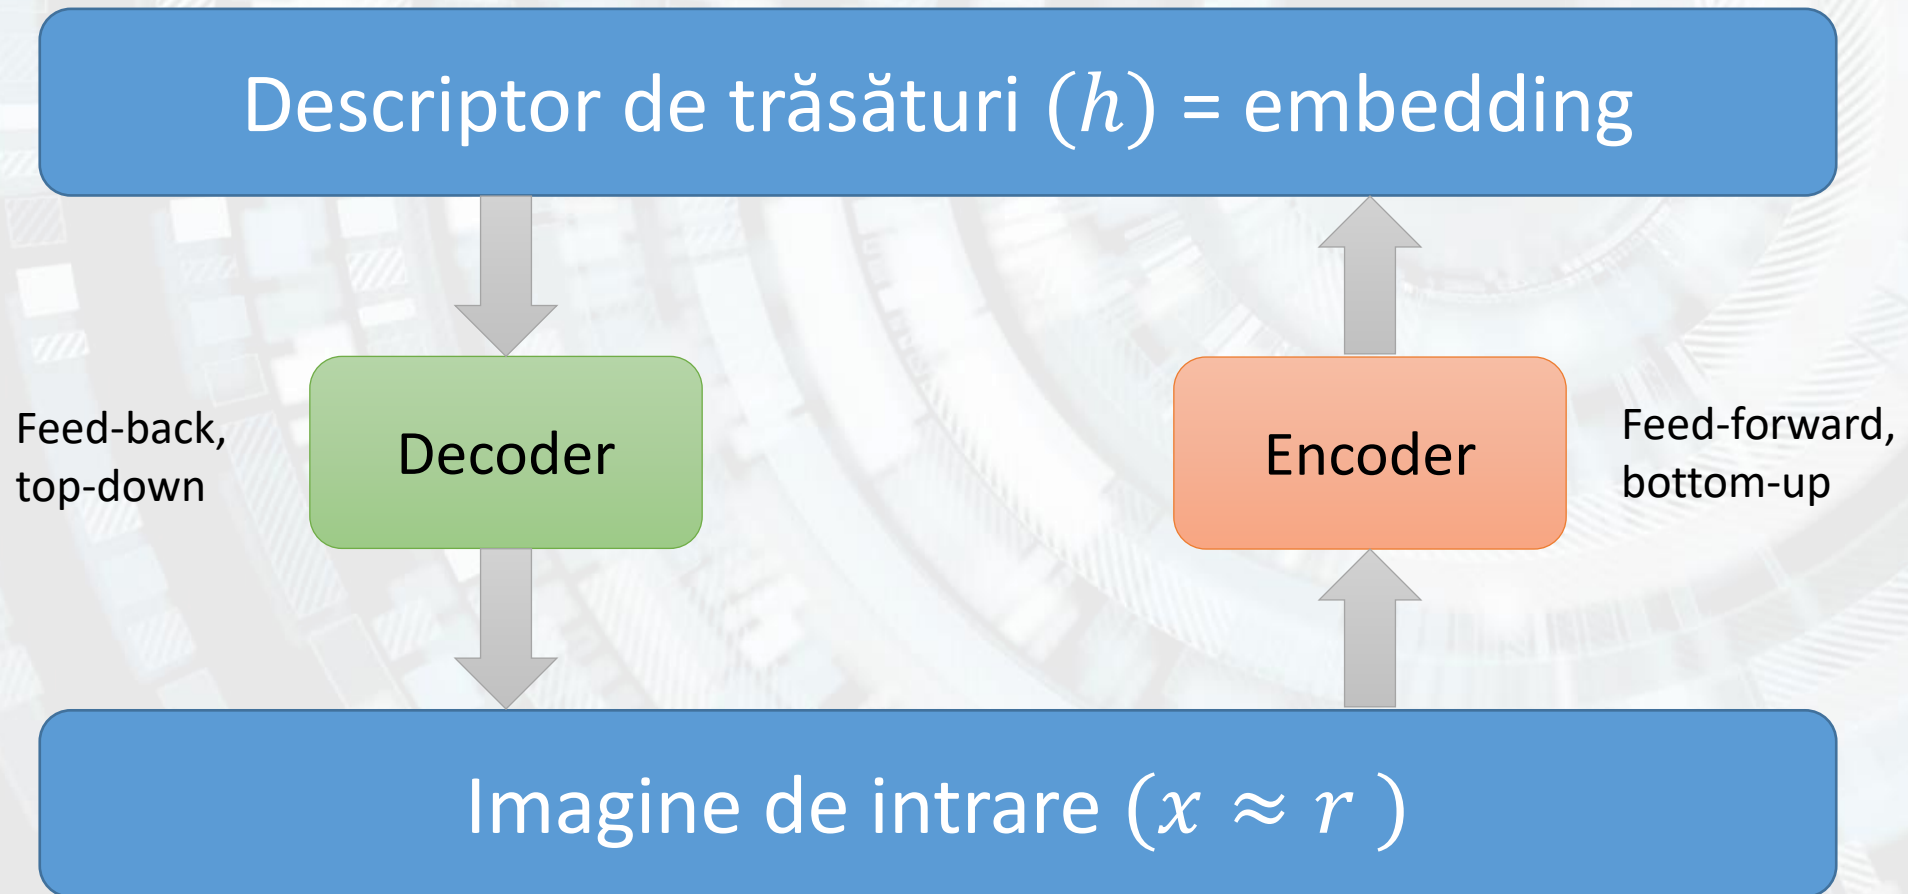 Descriptor de trăsături (h) = embedding
Feed-back,
top-down
Decoder
Encoder
Feed-forward,
bottom-up
Imagine de intrare (x ≈ r )